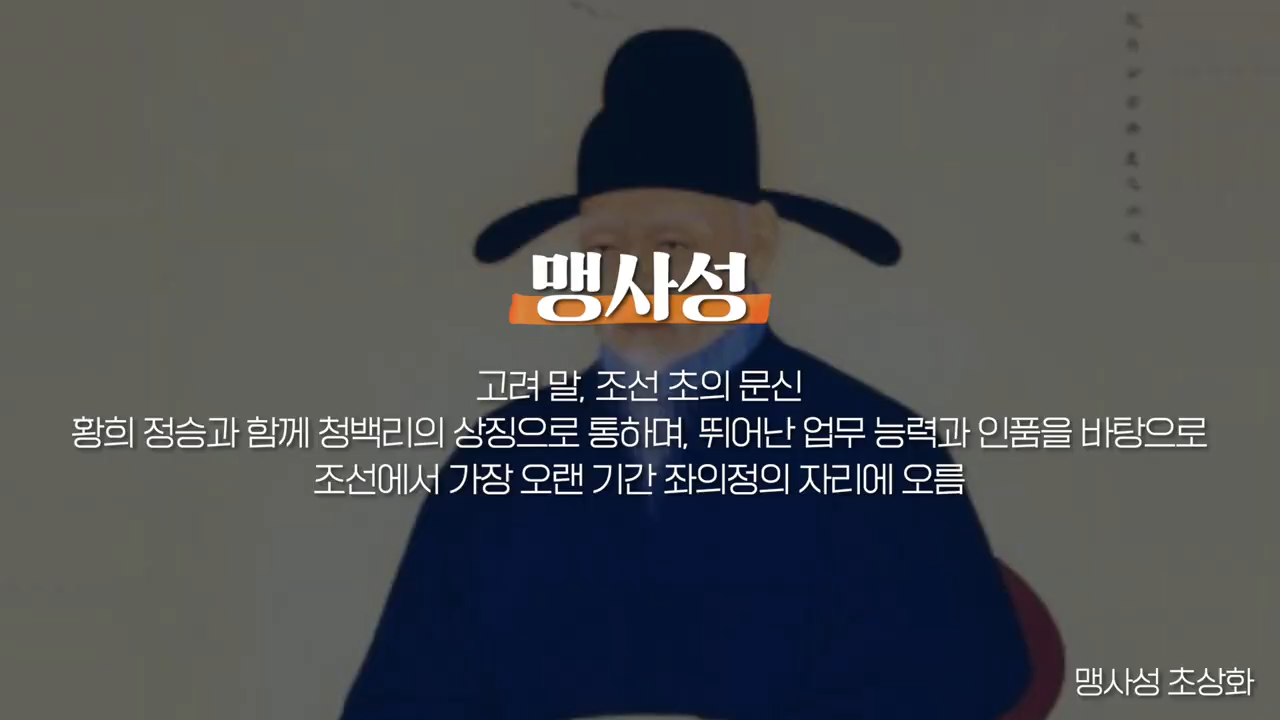 맹사성
고려 말, 조선 초의 문신
황희 정승과 함께 청백리의 상징으로 통하며, 뛰어난 업무 능력과 인품을 바탕으로
조선에서 가장 오랜 기간 좌의정의 자리에 오름
맹사성 초상화